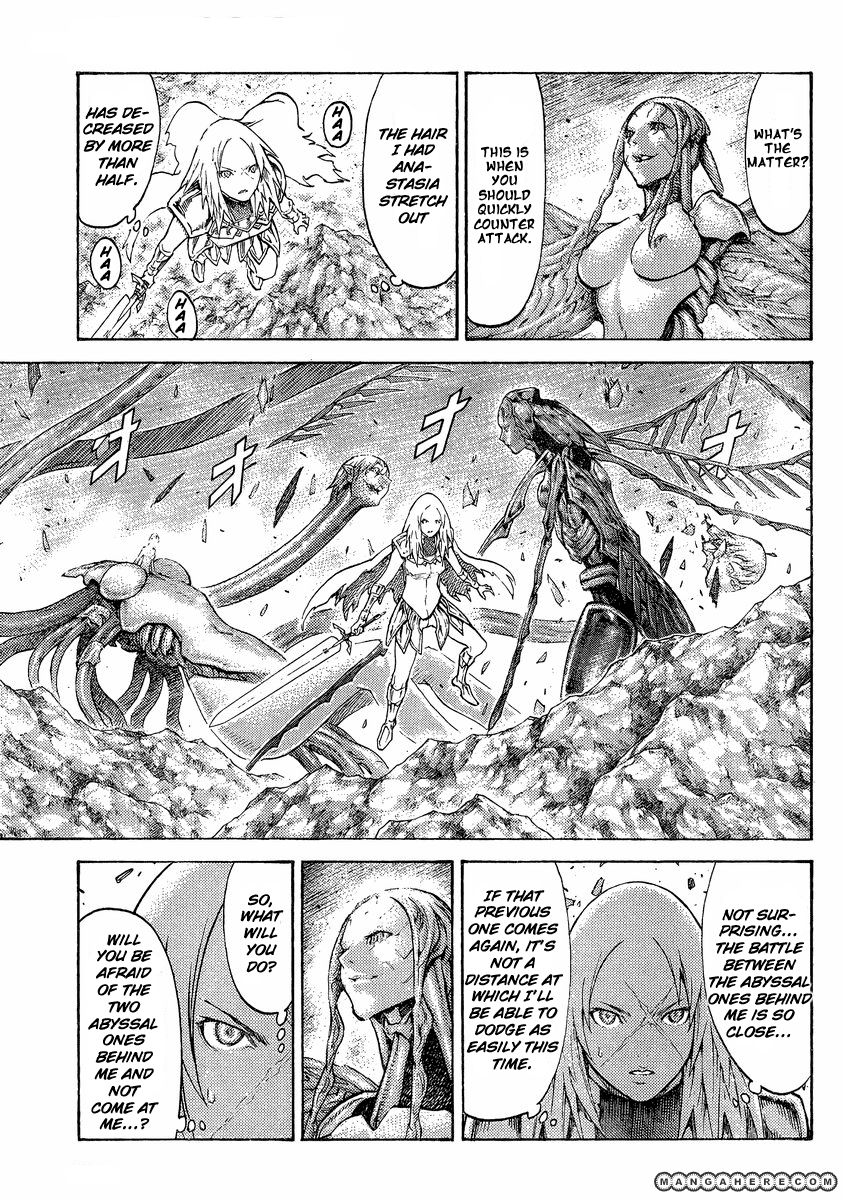 WHAT'S
THE
MATTER?
THIS IS
WHEN
YOU
SHOULD
QUICKLY
COUNTER
ATTACK.
THE HAIR
I HAD
ANA-
STASIA
STRETCH
OUT
HAA
HAS DE-
CREASED
BY MORE
THAN
HALF.
HAA
HAA
オ
オ
オ
NOT SUR-
PRISING...
THE BATTLE
BETWEEN
THE ABYSSAL
ONES BEHIND
ME IS SO
CLOSE...
IF THAT
PREVIOUS
ONE COMES
AGAIN, IT'S
NOT A
DISTANCE AT
WHICH I'LL
BE ABLE TO
DODGE AS
EASILY THIS
TIME.
SO,
WHAT
WILL
YOU
DO?
WILL
YOU BE
AFRAID
OF THE
TWO
ABYSSAL
ONES
BEHIND
ME AND
NOT
COME AT
ME...?
MANGAHERE.COM